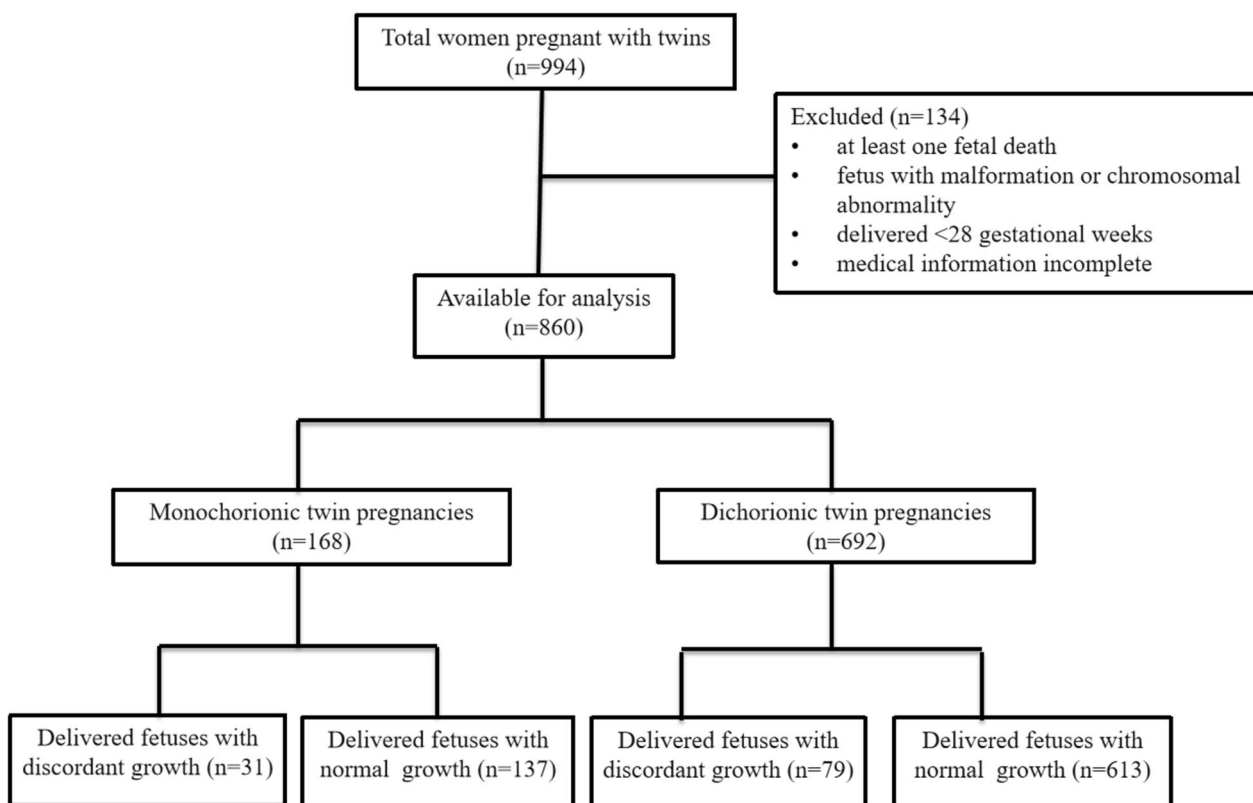 Total women pregnant with twins
(n=994)
Excluded (n=134)
• at least one fetal death
• fetus with malformation or chromosomal
abnormality
• delivered <28 gestational weeks
• medical information incomplete
Available for analysis
(n=860)
Monochorionic twin pregnancies
(n=168)
Dichorionic twin pregnancies
(n=692)
Delivered fetuses with
discordant growth (n=31)
Delivered fetuses with
normal growth (n=137)
Delivered fetuses with
discordant growth (n=79)
Delivered fetuses with
normal growth (n=613)